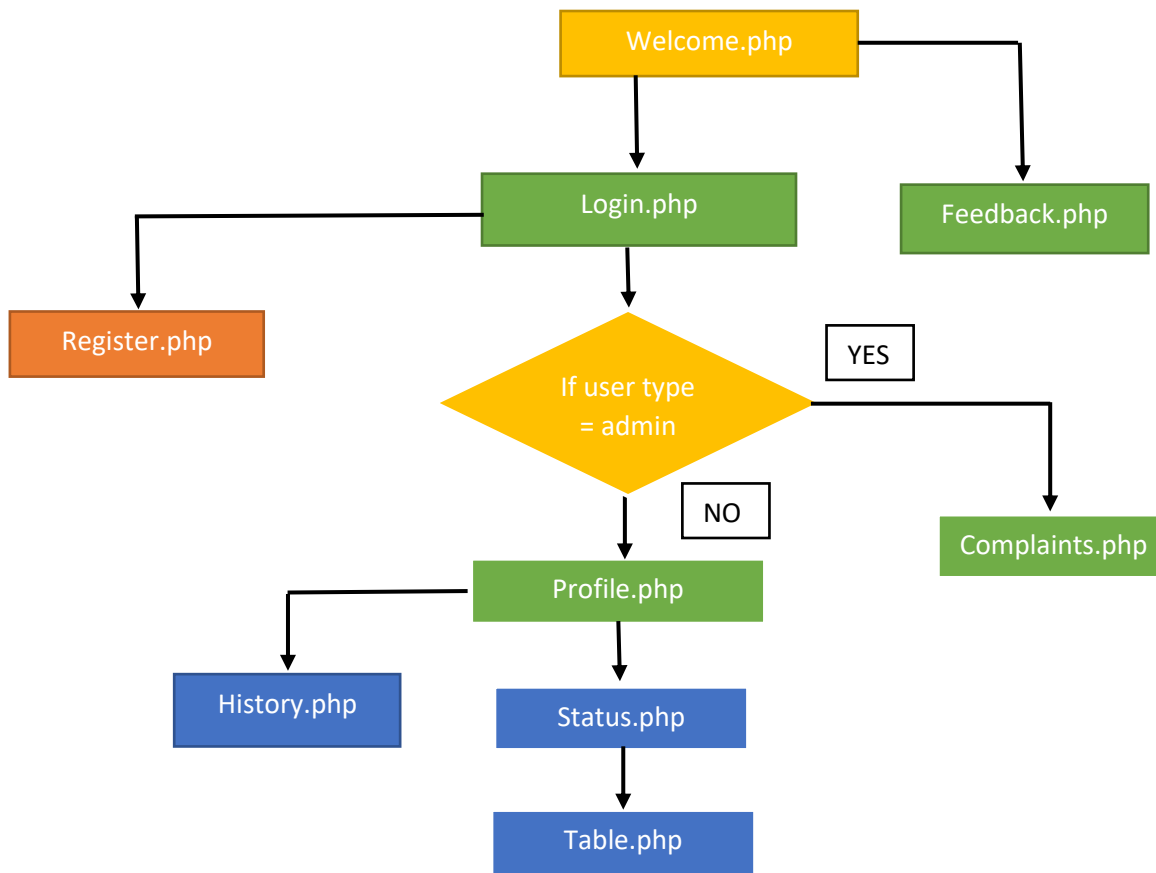 Welcome.php
Login.php
Feedback.php
Register.php
YES
If user type
= admin
NO
Complaints.php
Profile.php
History.php
Status.php
Table.php